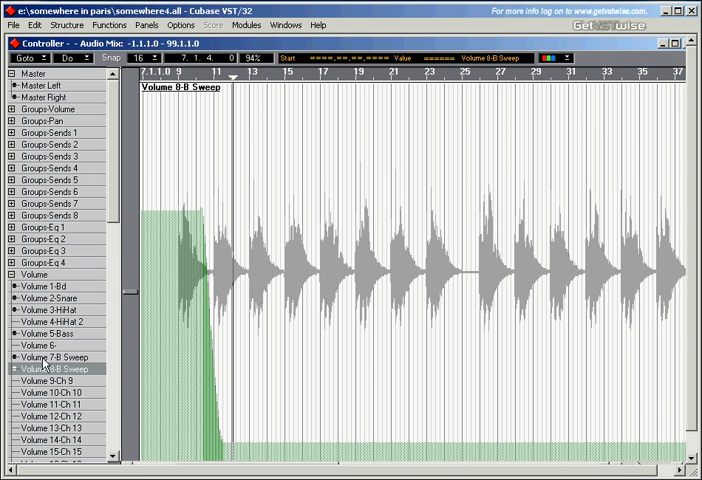 e:\somewhere in paris\somewhere4.all - Cubase VST/32
For more info log on to www.getvstwise.com
File Edit Structure Functions Panels Options Score Audio Modules Windows Help
GetVSTwise
Controller - - Audio Mix: -1.1.1.0 - 99.1.1.0
Goto Do Snap 16 7. 1. 4. 0 94% Start ====.==.==.==== Value ====== Volume 8-B Sweep
7.1.1.0 9 11 13 15 17 19 21 23 25 27 29 31 33 35 37
Volume 8-B Sweep
Master
Master Left
Master Right
Groups-Volume
Groups-Pan
Groups-Sends 1
Groups-Sends 2
Groups-Sends 3
Groups-Sends 4
Groups-Sends 5
Groups-Sends 6
Groups-Sends 7
Groups-Sends 8
Groups-Eq 1
Groups-Eq 2
Groups-Eq 3
Groups-Eq 4
Volume
Volume 1-Bd
Volume 2-Snare
Volume 3-HiHat
Volume 4-HiHat 2
Volume 5-Bass
Volume 6-
Volume 7-B Sweep
Volume 8-B Sweep
Volume 9-Ch 9
Volume 10-Ch 10
Volume 11-Ch 11
Volume 12-Ch 12
Volume 13-Ch 13
Volume 14-Ch 14
Volume 15-Ch 15